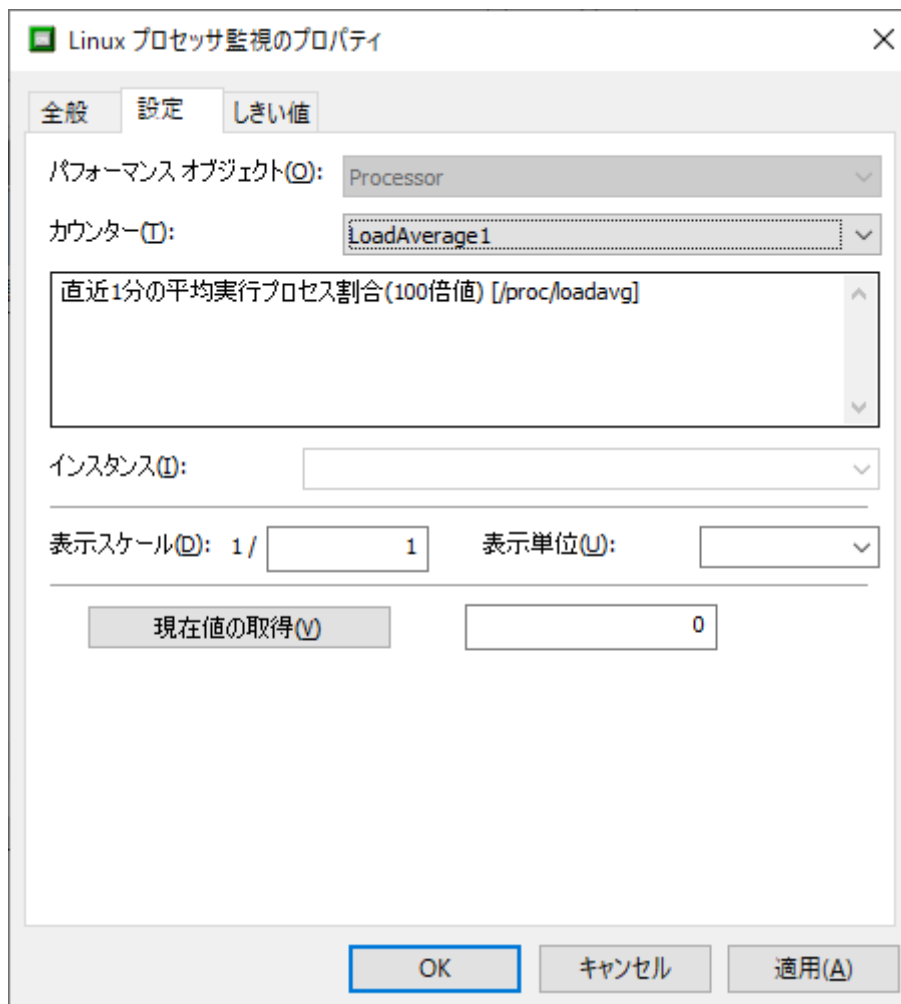 Linux プロセッサ監視のプロパティ
全般 設定 しきい値
パフォーマンス オブジェクト(O): Processor
カウンター(T): LoadAverage1
直近1分の平均実行プロセス割合(100倍値) [/proc/loadavg]
インスタンス(I):
表示スケール(D): 1 / 1 表示単位(U):
現在値の取得(V) 0
OK キャンセル 適用(A)